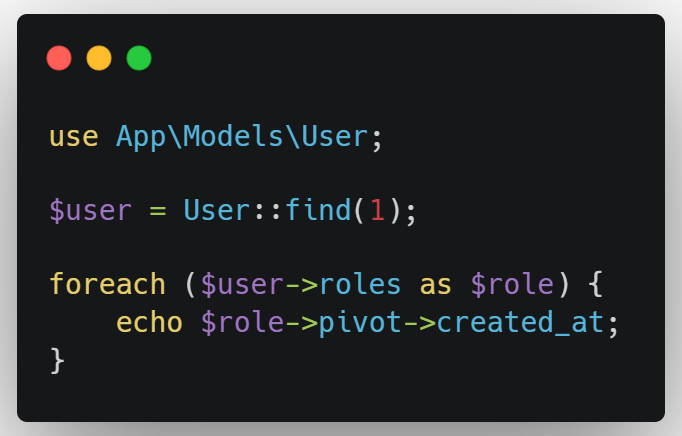 use App\Models\User;
$user = User::find(1);
foreach ($user->roles as $role) {
    echo $role->pivot->created_at;
}